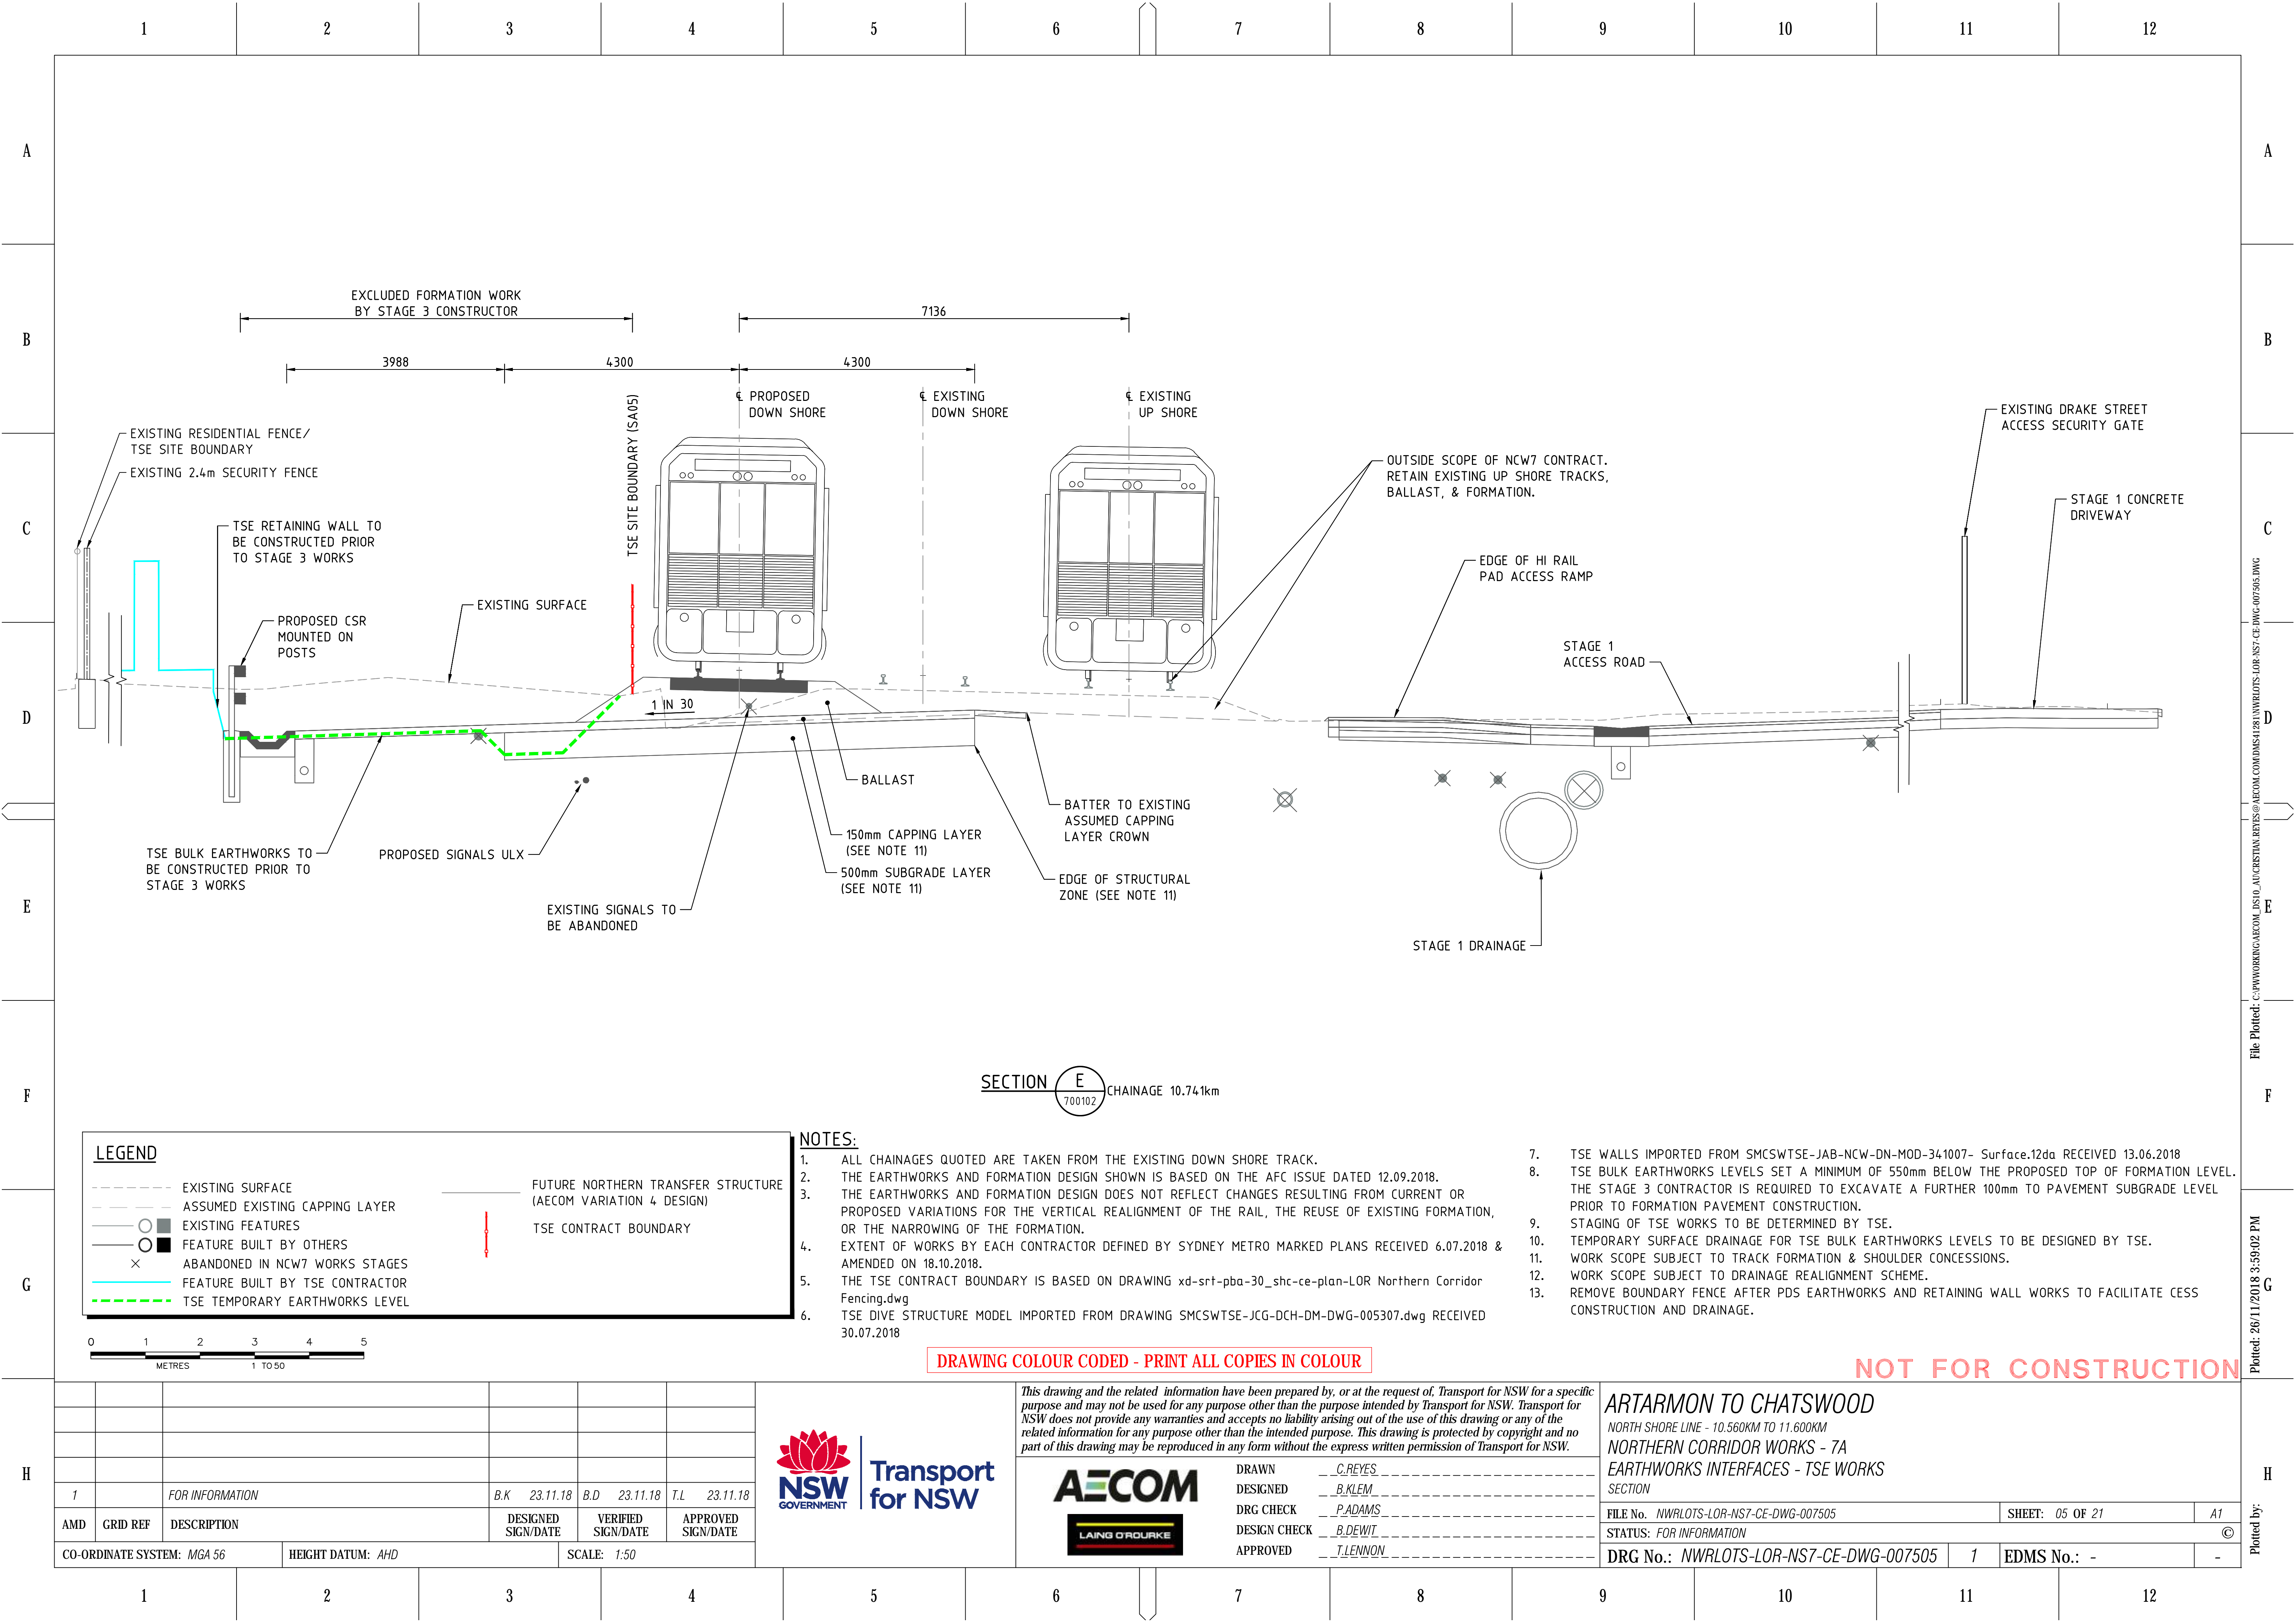 1 2 3 4 5 6 7 8 9 10 11 12
A A
B B
C C
D D
E E
F F
G G
H H
EXCLUDED FORMATION WORK
BY STAGE 3 CONSTRUCTOR
7136
3988
4300
4300
TSE SITE BOUNDARY (SA05)
℄ PROPOSED
DOWN SHORE
℄ EXISTING
DOWN SHORE
℄ EXISTING
UP SHORE
EXISTING RESIDENTIAL FENCE/
TSE SITE BOUNDARY
EXISTING 2.4m SECURITY FENCE
TSE RETAINING WALL TO
BE CONSTRUCTED PRIOR
TO STAGE 3 WORKS
PROPOSED CSR
MOUNTED ON
POSTS
EXISTING SURFACE
OUTSIDE SCOPE OF NCW7 CONTRACT.
RETAIN EXISTING UP SHORE TRACKS,
BALLAST, & FORMATION.
EXISTING DRAKE STREET
ACCESS SECURITY GATE
STAGE 1 CONCRETE
DRIVEWAY
EDGE OF HI RAIL
PAD ACCESS RAMP
STAGE 1
ACCESS ROAD
1 IN 30
BALLAST
150mm CAPPING LAYER
(SEE NOTE 11)
500mm SUBGRADE LAYER
(SEE NOTE 11)
BATTER TO EXISTING
ASSUMED CAPPING
LAYER CROWN
EDGE OF STRUCTURAL
ZONE (SEE NOTE 11)
TSE BULK EARTHWORKS TO
BE CONSTRUCTED PRIOR TO
STAGE 3 WORKS
PROPOSED SIGNALS ULX
EXISTING SIGNALS TO
BE ABANDONED
STAGE 1 DRAINAGE
SECTION E 700102 CHAINAGE 10.741km
LEGEND
EXISTING SURFACE
ASSUMED EXISTING CAPPING LAYER
EXISTING FEATURES
FEATURE BUILT BY OTHERS
ABANDONED IN NCW7 WORKS STAGES
FEATURE BUILT BY TSE CONTRACTOR
TSE TEMPORARY EARTHWORKS LEVEL
FUTURE NORTHERN TRANSFER STRUCTURE
(AECOM VARIATION 4 DESIGN)
TSE CONTRACT BOUNDARY
0 1 2 3 4 5
METRES 1 TO 50
NOTES:
1. ALL CHAINAGES QUOTED ARE TAKEN FROM THE EXISTING DOWN SHORE TRACK.
2. THE EARTHWORKS AND FORMATION DESIGN SHOWN IS BASED ON THE AFC ISSUE DATED 12.09.2018.
3. THE EARTHWORKS AND FORMATION DESIGN DOES NOT REFLECT CHANGES RESULTING FROM CURRENT OR
PROPOSED VARIATIONS FOR THE VERTICAL REALIGNMENT OF THE RAIL, THE REUSE OF EXISTING FORMATION,
OR THE NARROWING OF THE FORMATION.
4. EXTENT OF WORKS BY EACH CONTRACTOR DEFINED BY SYDNEY METRO MARKED PLANS RECEIVED 6.07.2018 &
AMENDED ON 18.10.2018.
5. THE TSE CONTRACT BOUNDARY IS BASED ON DRAWING xd-srt-pba-30_shc-ce-plan-LOR Northern Corridor
Fencing.dwg
6. TSE DIVE STRUCTURE MODEL IMPORTED FROM DRAWING SMCSWTSE-JCG-DCH-DM-DWG-005307.dwg RECEIVED
30.07.2018
7. TSE WALLS IMPORTED FROM SMCSWTSE-JAB-NCW-DN-MOD-341007- Surface.12da RECEIVED 13.06.2018
8. TSE BULK EARTHWORKS LEVELS SET A MINIMUM OF 550mm BELOW THE PROPOSED TOP OF FORMATION LEVEL.
THE STAGE 3 CONTRACTOR IS REQUIRED TO EXCAVATE A FURTHER 100mm TO PAVEMENT SUBGRADE LEVEL
PRIOR TO FORMATION PAVEMENT CONSTRUCTION.
9. STAGING OF TSE WORKS TO BE DETERMINED BY TSE.
10. TEMPORARY SURFACE DRAINAGE FOR TSE BULK EARTHWORKS LEVELS TO BE DESIGNED BY TSE.
11. WORK SCOPE SUBJECT TO TRACK FORMATION & SHOULDER CONCESSIONS.
12. WORK SCOPE SUBJECT TO DRAINAGE REALIGNMENT SCHEME.
13. REMOVE BOUNDARY FENCE AFTER PDS EARTHWORKS AND RETAINING WALL WORKS TO FACILITATE CESS
CONSTRUCTION AND DRAINAGE.
DRAWING COLOUR CODED - PRINT ALL COPIES IN COLOUR
NOT FOR CONSTRUCTION
File Plotted: C:\PWWORKING\AECOM_DS10_AU\CRISTIAN.REYES@AECOM.COM\DMS41281\NWRLOTS-LOR-NS7-CE-DWG-007505.DWG
Plotted: 26/11/2018 3:59:02 PM
Plotted by:
1 FOR INFORMATION B.K 23.11.18 B.D 23.11.18 T.L 23.11.18
AMD GRID REF DESCRIPTION DESIGNED SIGN/DATE VERIFIED SIGN/DATE APPROVED SIGN/DATE
CO-ORDINATE SYSTEM: MGA 56 HEIGHT DATUM: AHD SCALE: 1:50
NSW
GOVERNMENT
Transport
for NSW
This drawing and the related information have been prepared by, or at the request of, Transport for NSW for a specific
purpose and may not be used for any purpose other than the purpose intended by Transport for NSW. Transport for
NSW does not provide any warranties and accepts no liability arising out of the use of this drawing or any of the
related information for any purpose other than the intended purpose. This drawing is protected by copyright and no
part of this drawing may be reproduced in any form without the express written permission of Transport for NSW.
AECOM
LAING O'ROURKE
DRAWN C.REYES
DESIGNED B.KLEM
DRG CHECK P.ADAMS
DESIGN CHECK B.DEWIT
APPROVED T.LENNON
ARTARMON TO CHATSWOOD
NORTH SHORE LINE - 10.560KM TO 11.600KM
NORTHERN CORRIDOR WORKS - 7A
EARTHWORKS INTERFACES - TSE WORKS
SECTION
FILE No. NWRLOTS-LOR-NS7-CE-DWG-007505 SHEET: 05 OF 21 A1
STATUS: FOR INFORMATION ©
DRG No.: NWRLOTS-LOR-NS7-CE-DWG-007505 1 EDMS No.: - -
1 2 3 4 5 6 7 8 9 10 11 12